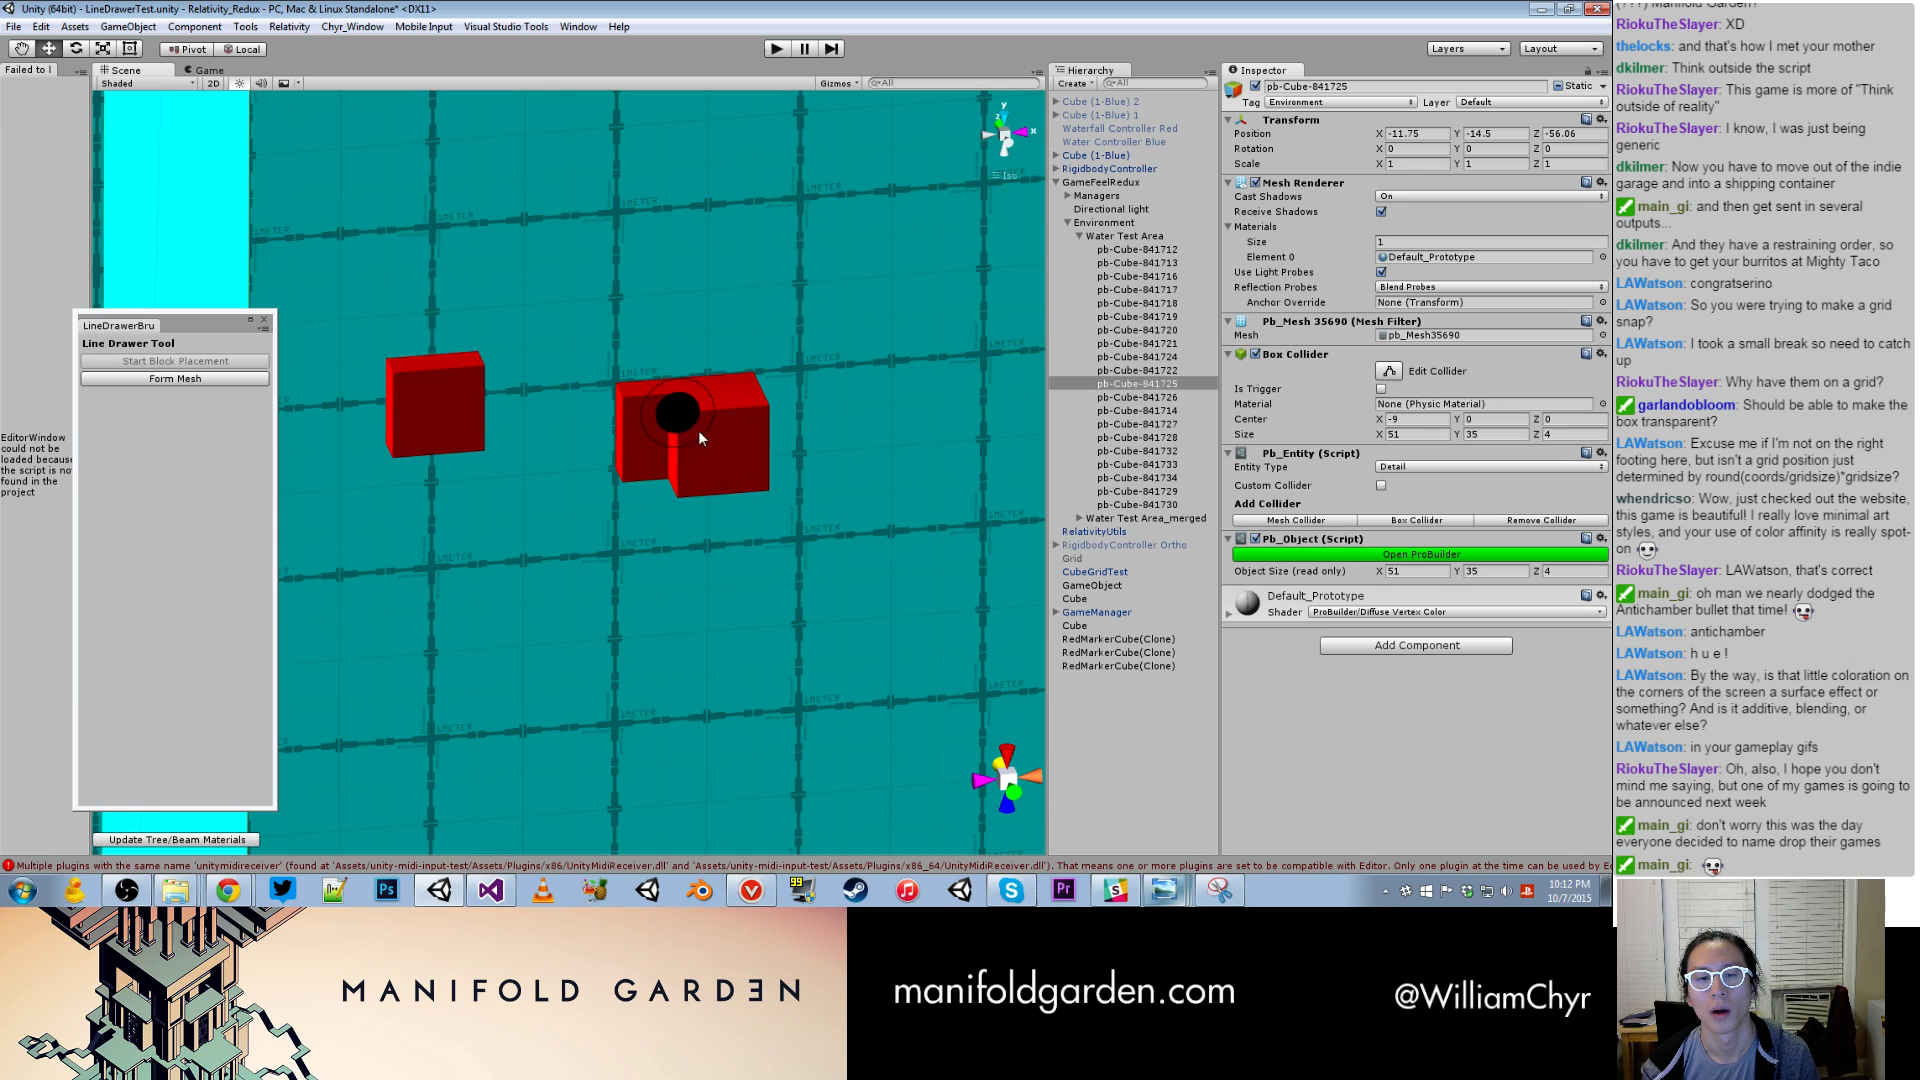 Unity (64bit) - LineDrawerTest.unity - Relativity_Redux - PC, Mac & Linux Standalone* <DX11>
File Edit Assets GameObject Component Tools Relativity Chyr_Window Mobile Input Visual Studio Tools Window Help
Pivot Local Layers Layout
Failed to l Scene Game
Shaded 2D Gizmos All
y
z
x
Iso
1METER
LineDrawerBru
Line Drawer Tool
Start Block Placement
Form Mesh
EditorWindow
could not be
loaded because
the script is no
found in the
project
Update Tree/Beam Materials
Hierarchy
Create All
Cube (1-Blue) 2
Cube (1-Blue) 1
Waterfall Controller Red
Water Controller Blue
Cube (1-Blue)
RigidbodyController
GameFeelRedux
Managers
Directional light
Environment
Water Test Area
pb-Cube-841712
pb-Cube-841713
pb-Cube-841716
pb-Cube-841717
pb-Cube-841718
pb-Cube-841719
pb-Cube-841720
pb-Cube-841721
pb-Cube-841724
pb-Cube-841722
pb-Cube-841725
pb-Cube-841726
pb-Cube-841714
pb-Cube-841727
pb-Cube-841728
pb-Cube-841732
pb-Cube-841733
pb-Cube-841734
pb-Cube-841729
pb-Cube-841730
Water Test Area_merged
RelativityUtils
RigidbodyController Ortho
Grid
CubeGridTest
GameObject
Cube
GameManager
Cube
RedMarkerCube(Clone)
RedMarkerCube(Clone)
RedMarkerCube(Clone)
Inspector
pb-Cube-841725 Static
Tag Environment Layer Default
Transform
Position X -11.75 Y -14.5 Z -56.06
Rotation X 0 Y 0 Z 0
Scale X 1 Y 1 Z 1
Mesh Renderer
Cast Shadows On
Receive Shadows
Materials
Size 1
Element 0 Default_Prototype
Use Light Probes
Reflection Probes Blend Probes
Anchor Override None (Transform)
Pb_Mesh 35690 (Mesh Filter)
Mesh pb_Mesh35690
Box Collider
Edit Collider
Is Trigger
Material None (Physic Material)
Center X -9 Y 0 Z 0
Size X 51 Y 35 Z 4
Pb_Entity (Script)
Entity Type Detail
Custom Collider
Add Collider
Mesh Collider Box Collider Remove Collider
Pb_Object (Script)
Open ProBuilder
Object Size (read only) X 51 Y 35 Z 4
Default_Prototype
Shader ProBuilder/Diffuse Vertex Color
Add Component
Multiple plugins with the same name 'unitymidireceiver' (found at 'Assets/unity-midi-input-test/Assets/Plugins/x86/UnityMidiReceiver.dll' and 'Assets/unity-midi-input-test/Assets/Plugins/x86_64/UnityMidiReceiver.dll'). That means one or more plugins are set to be compatible with Editor. Only one plugin at the time can be used by E
10:12 PM
10/7/2015
(???) Manifold Garden?
RiokuTheSlayer: XD
thelocks: and that's how I met your mother
dkilmer: Think outside the script
RiokuTheSlayer: This game is more of "Think
outside of reality"
RiokuTheSlayer: I know, I was just being
generic
dkilmer: Now you have to move out of the indie
garage and into a shipping container
main_gi: and then get sent in several
outputs...
dkilmer: And they have a restraining order, so
you have to get your burritos at Mighty Taco
LAWatson: congratserino
LAWatson: So you were trying to make a grid
snap?
LAWatson: I took a small break so need to catch
up
RiokuTheSlayer: Why have them on a grid?
garlandobloom: Should be able to make the
box transparent?
LAWatson: Excuse me if I'm not on the right
footing here, but isn't a grid position just
determined by round(coords/gridsize)*gridsize?
whendricso: Wow, just checked out the website,
this game is beautiful! I really love minimal art
styles, and your use of color affinity is really spot-
on
RiokuTheSlayer: LAWatson, that's correct
main_gi: oh man we nearly dodged the
Antichamber bullet that time!
LAWatson: antichamber
LAWatson: h u e !
LAWatson: By the way, is that little coloration on
the corners of the screen a surface effect or
something? And is it additive, blending, or
whatever else?
LAWatson: in your gameplay gifs
RiokuTheSlayer: Oh, also, I hope you don't
mind me saying, but one of my games is going to
be announced next week
main_gi: don't worry this was the day
everyone decided to name drop their games
main_gi:
MANIFOLD GARDEN
manifoldgarden.com
@WilliamChyr